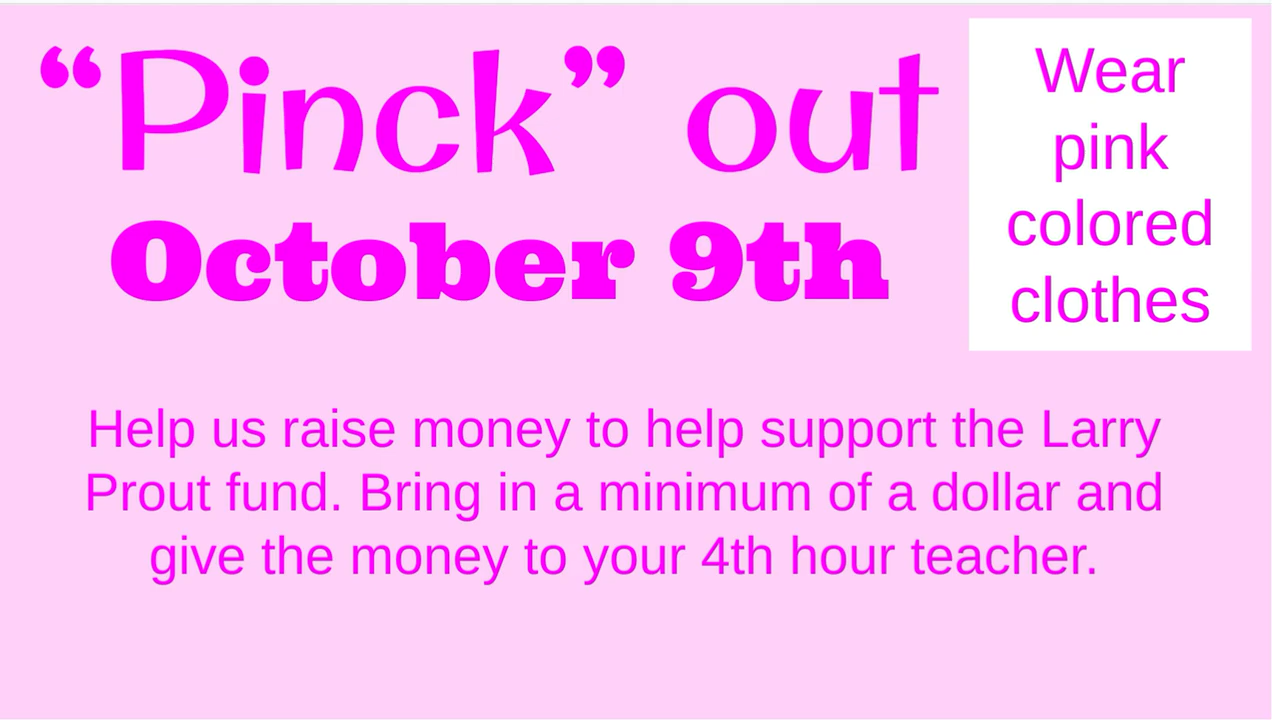 “Pinck” out
October 9th
Wear
pink
colored
clothes
Help us raise money to help support the Larry
Prout fund. Bring in a minimum of a dollar and
give the money to your 4th hour teacher.